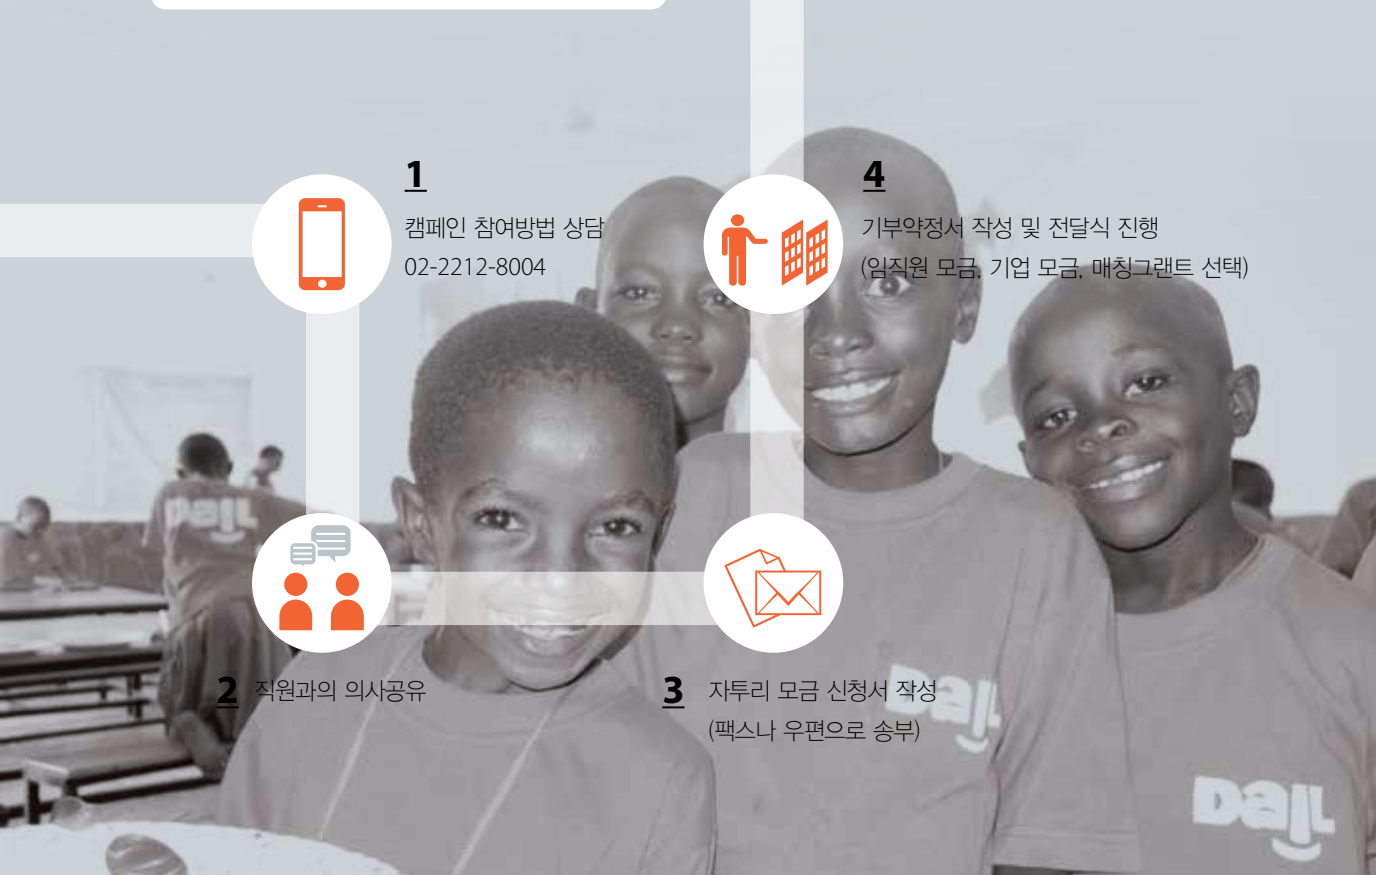 1
캠페인 참여방법 상담
02-2212-8004
2 직원과의 의사공유
3 자투리 모금 신청서 작성
(팩스나 우편으로 송부)
4
기부약정서 작성 및 전달식 진행
(임직원 모금, 기업 모금, 매칭그랜트 선택)
DaiL
DaiL
DaiL